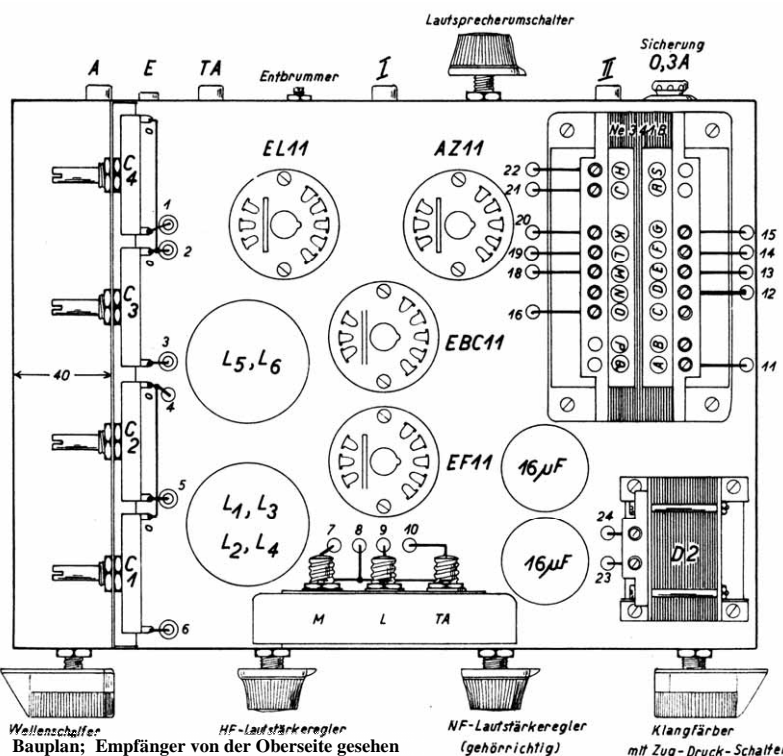 Lautsprecherumschalter
Sicherung
0,3A
A E TA Entbrummer I II
Ne 3411B
EL11 AZ11
C4
1
2
22
21
20
19
18
16
H
J
K
L
M
N
O
P
Q
S
R
G
F
E
D
C
B
A
15
14
13
12
11
C3
3
L5, L6
EBC11
40
4
C2
5
L1, L3
L2, L4
EF11
16µF
16µF
7 8 9 10
24
23
D2
C1
6
M L TA
Wellenschalter
HF-Lautstärkeregler
NF-Lautstärkeregler
(gehörrichtig)
Klangfärber
mit Zug-Druck-Schalter
Bauplan; Empfänger von der Oberseite gesehen